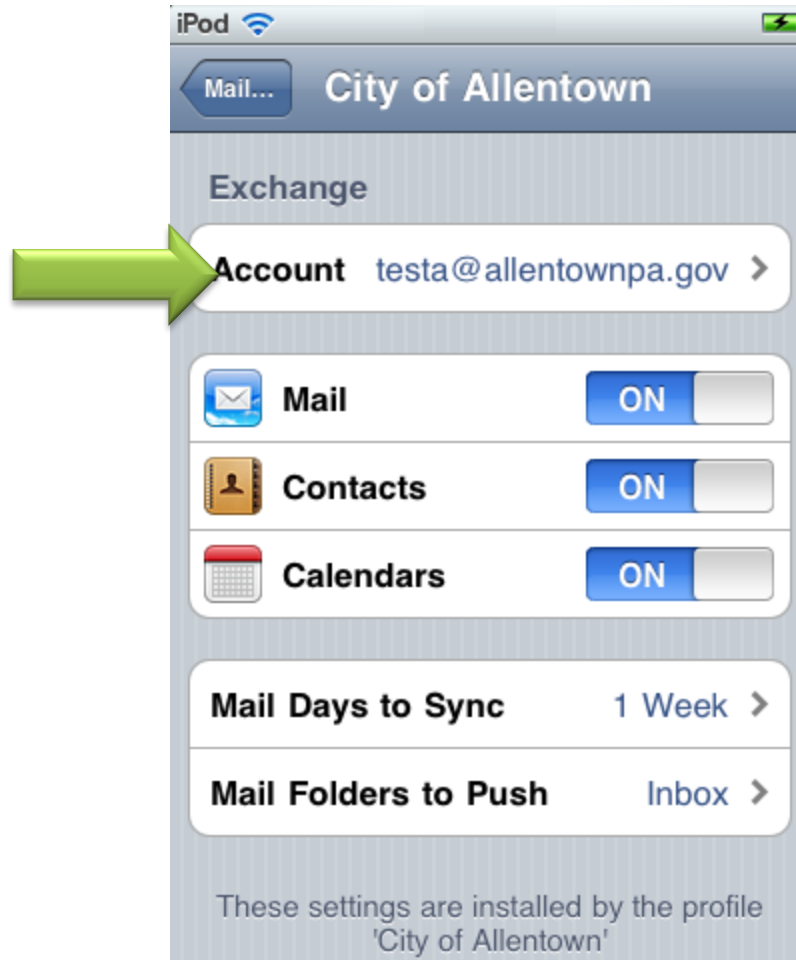 iPod
Mail... City of Allentown
Exchange
Account testa@allentownpa.gov
Mail ON
Contacts ON
Calendars ON
Mail Days to Sync 1 Week
Mail Folders to Push Inbox
These settings are installed by the profile
'City of Allentown'